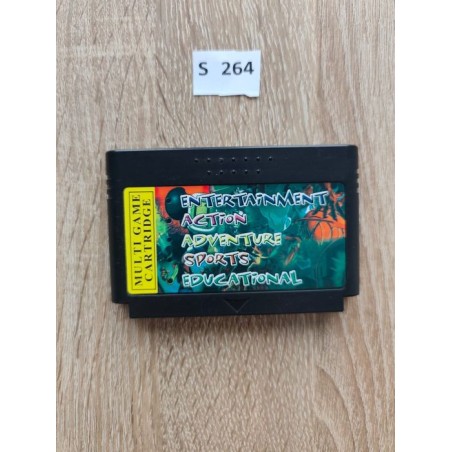 S 264
MULTI GAME
CARTRIDGE
ENTERTAINMENT
ACTION
ADVENTURE
SPORTS
EDUCATIONAL